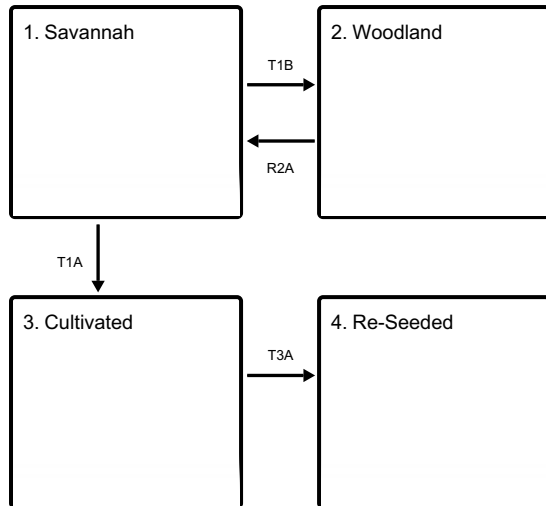 1. Savannah
2. Woodland
T1B
R2A
T1A
3. Cultivated
4. Re-Seeded
T3A